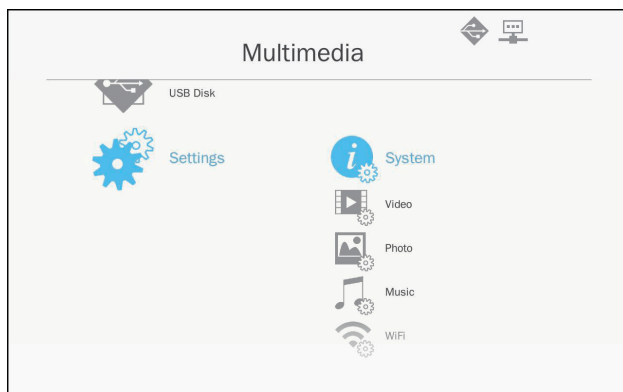 Multimedia
USB Disk
Settings
System
Video
Photo
Music
WiFi